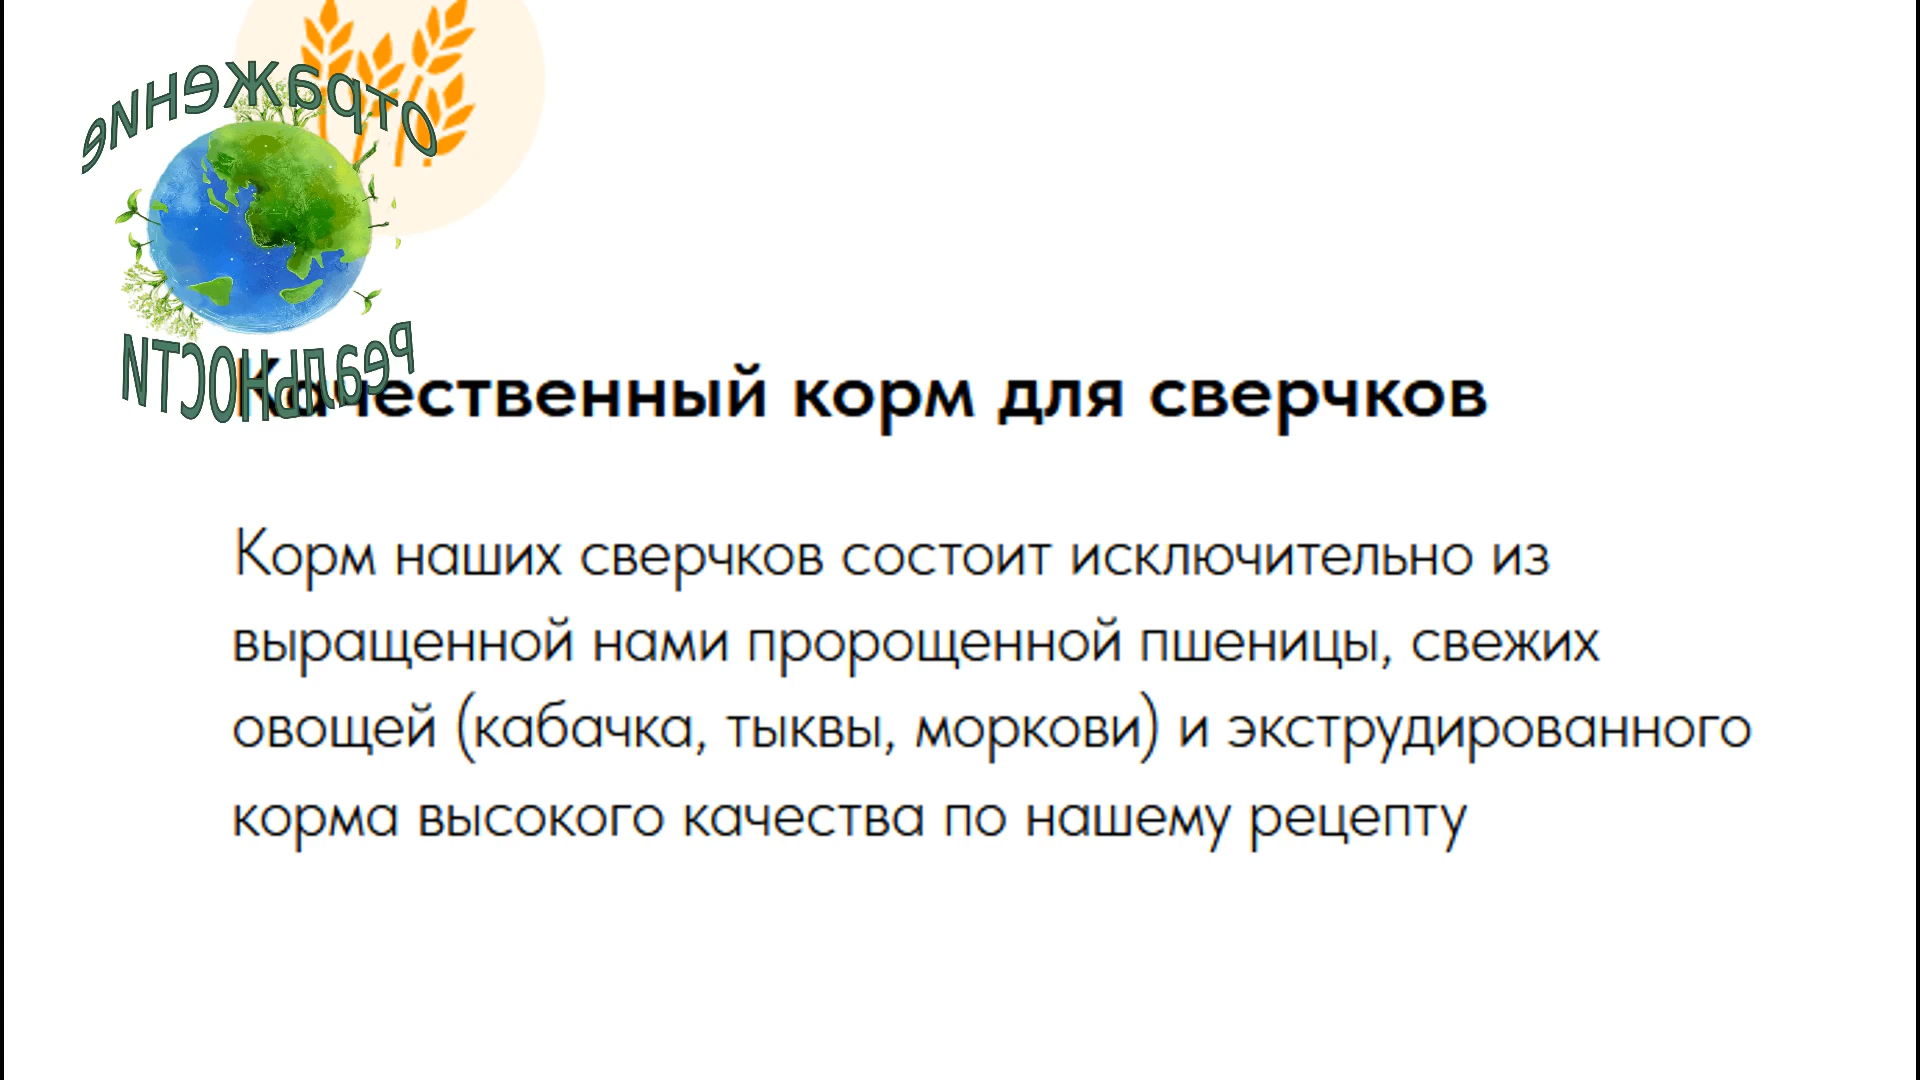 Отражение
Реальности
Качественный корм для сверчков
Корм наших сверчков состоит исключительно из
выращенной нами пророщенной пшеницы, свежих
овощей (кабачка, тыквы, моркови) и экструдированного
корма высокого качества по нашему рецепту